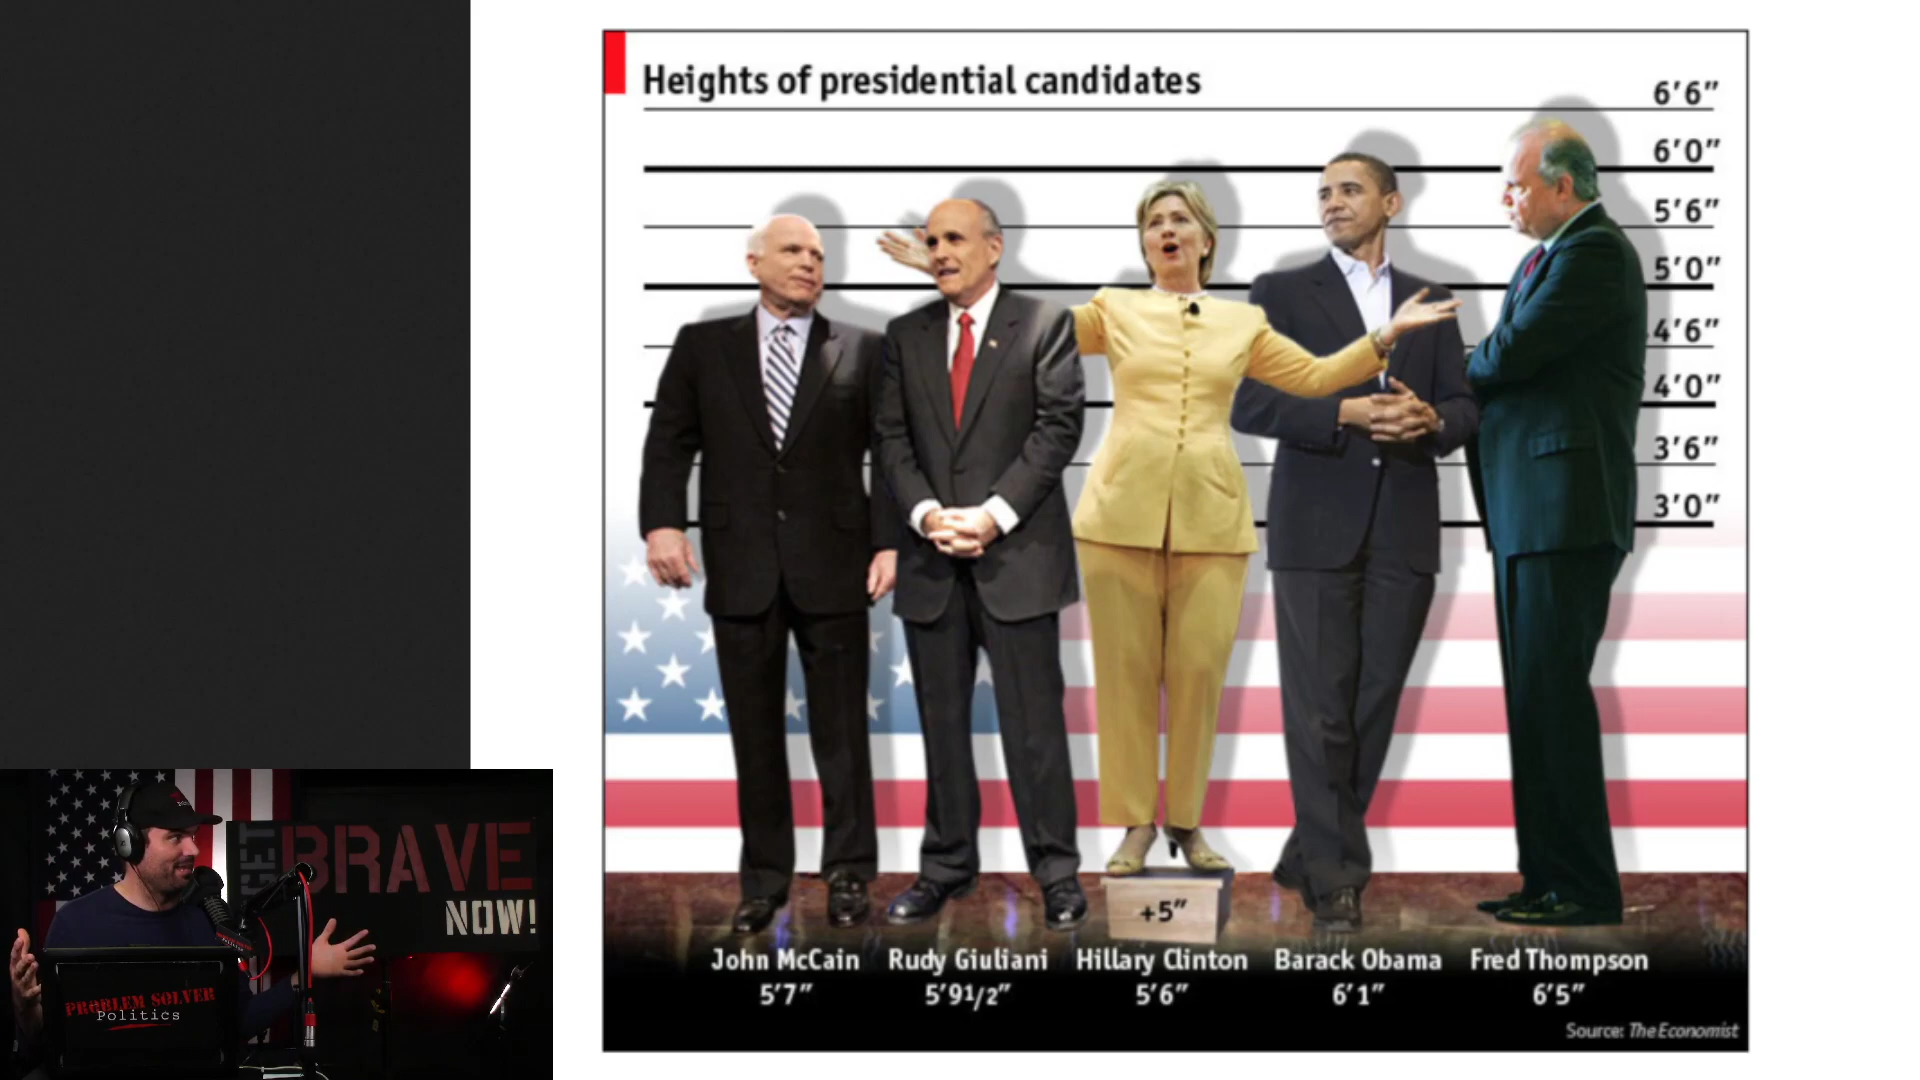 Heights of presidential candidates
6'6"
6'0"
5'6"
5'0"
4'6"
4'0"
3'6"
3'0"
+5"
John McCain
5'7"
Rudy Giuliani
5'91/2"
Hillary Clinton
5'6"
Barack Obama
6'1"
Fred Thompson
6'5"
Source: The Economist
GET
BRAVE
NOW!
PROBLEM SOLVER
Politics